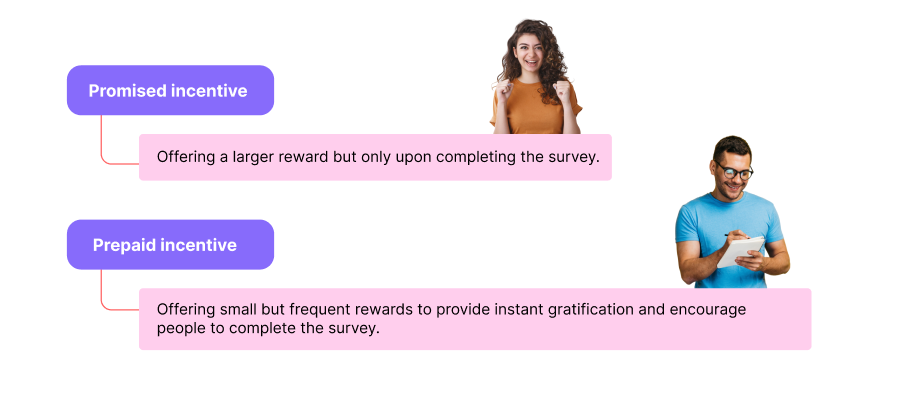 Promised incentive
Offering a larger reward but only upon completing the survey.
Prepaid incentive
Offering small but frequent rewards to provide instant gratification and encourage
people to complete the survey.